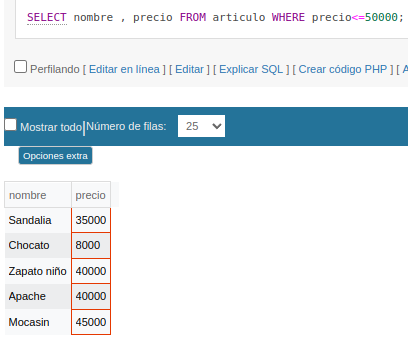 SELECT nombre , precio FROM articulo WHERE precio<=50000;
Perfilando [ Editar en línea ] [ Editar ] [ Explicar SQL ] [ Crear código PHP ] [
Mostrar todo | Número de filas: 25
Opciones extra
nombre precio
Sandalia 35000
Chocato 8000
Zapato niño 40000
Apache 40000
Mocasin 45000